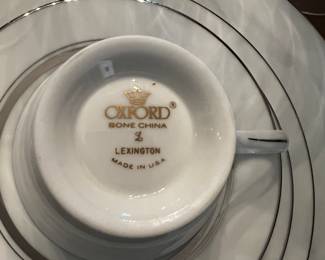 OXFORD®
BONE CHINA
LEXINGTON
MADE IN U.S.A.